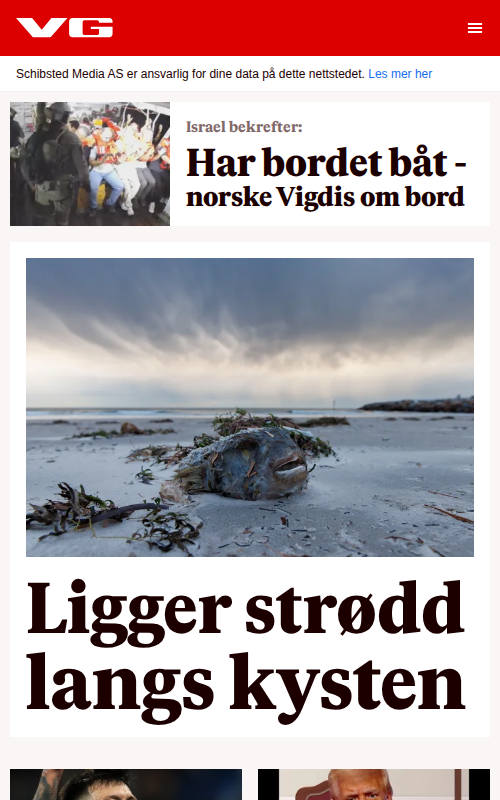 VG
Schibsted Media AS er ansvarlig for dine data på dette nettstedet. Les mer her
Israel bekrefter:
Har bordet båt -
norske Vigdis om bord
Ligger strødd
langs kysten